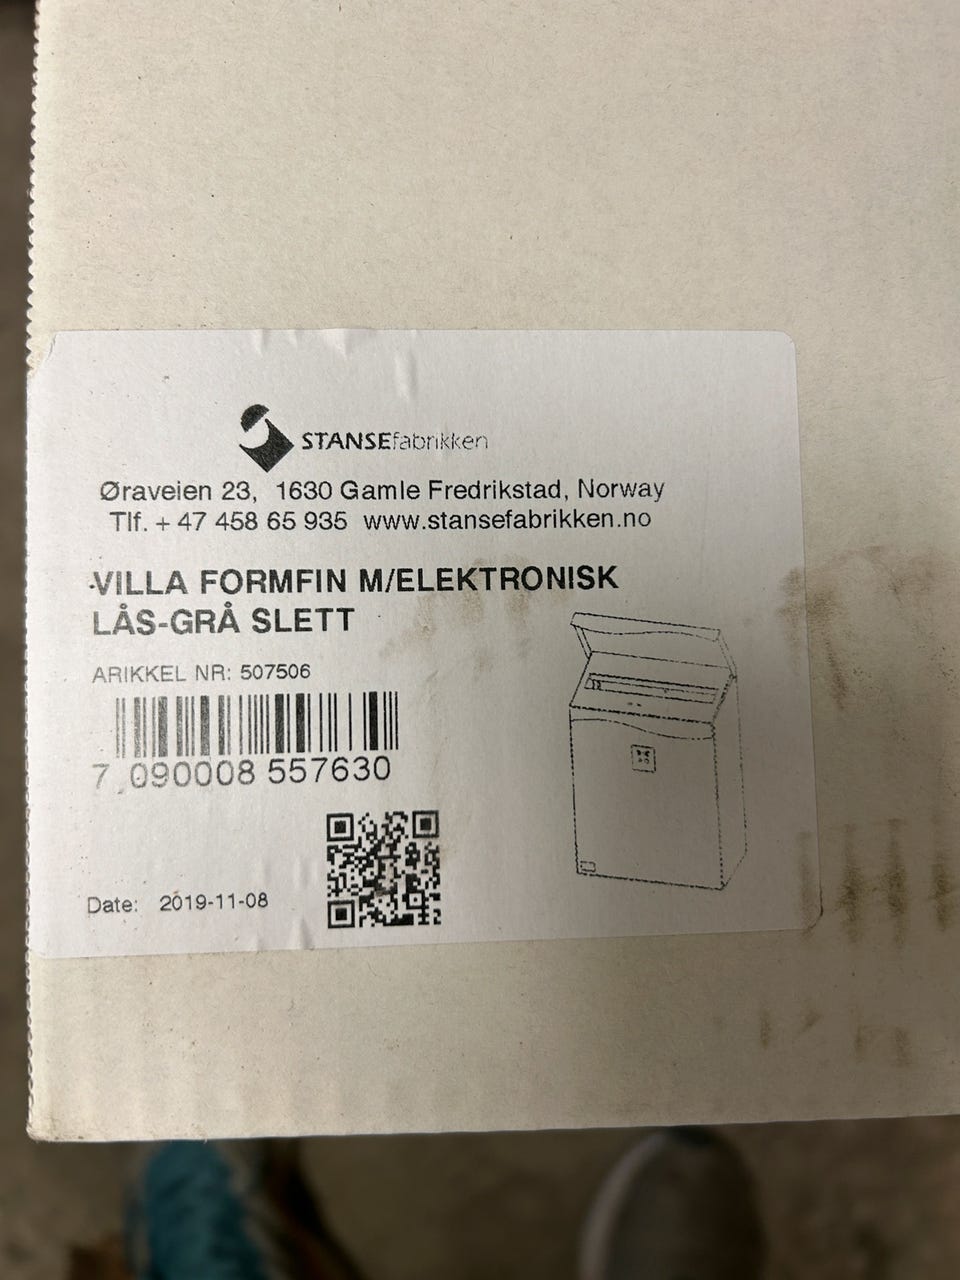 STANSEfabrikken
Øraveien 23, 1630 Gamle Fredrikstad, Norway
Tlf. + 47 458 65 935 www.stansefabrikken.no
VILLA FORMFIN M/ELEKTRONISK
LÅS-GRÅ SLETT
ARIKKEL NR: 507506
7 090008 557630
Date: 2019-11-08